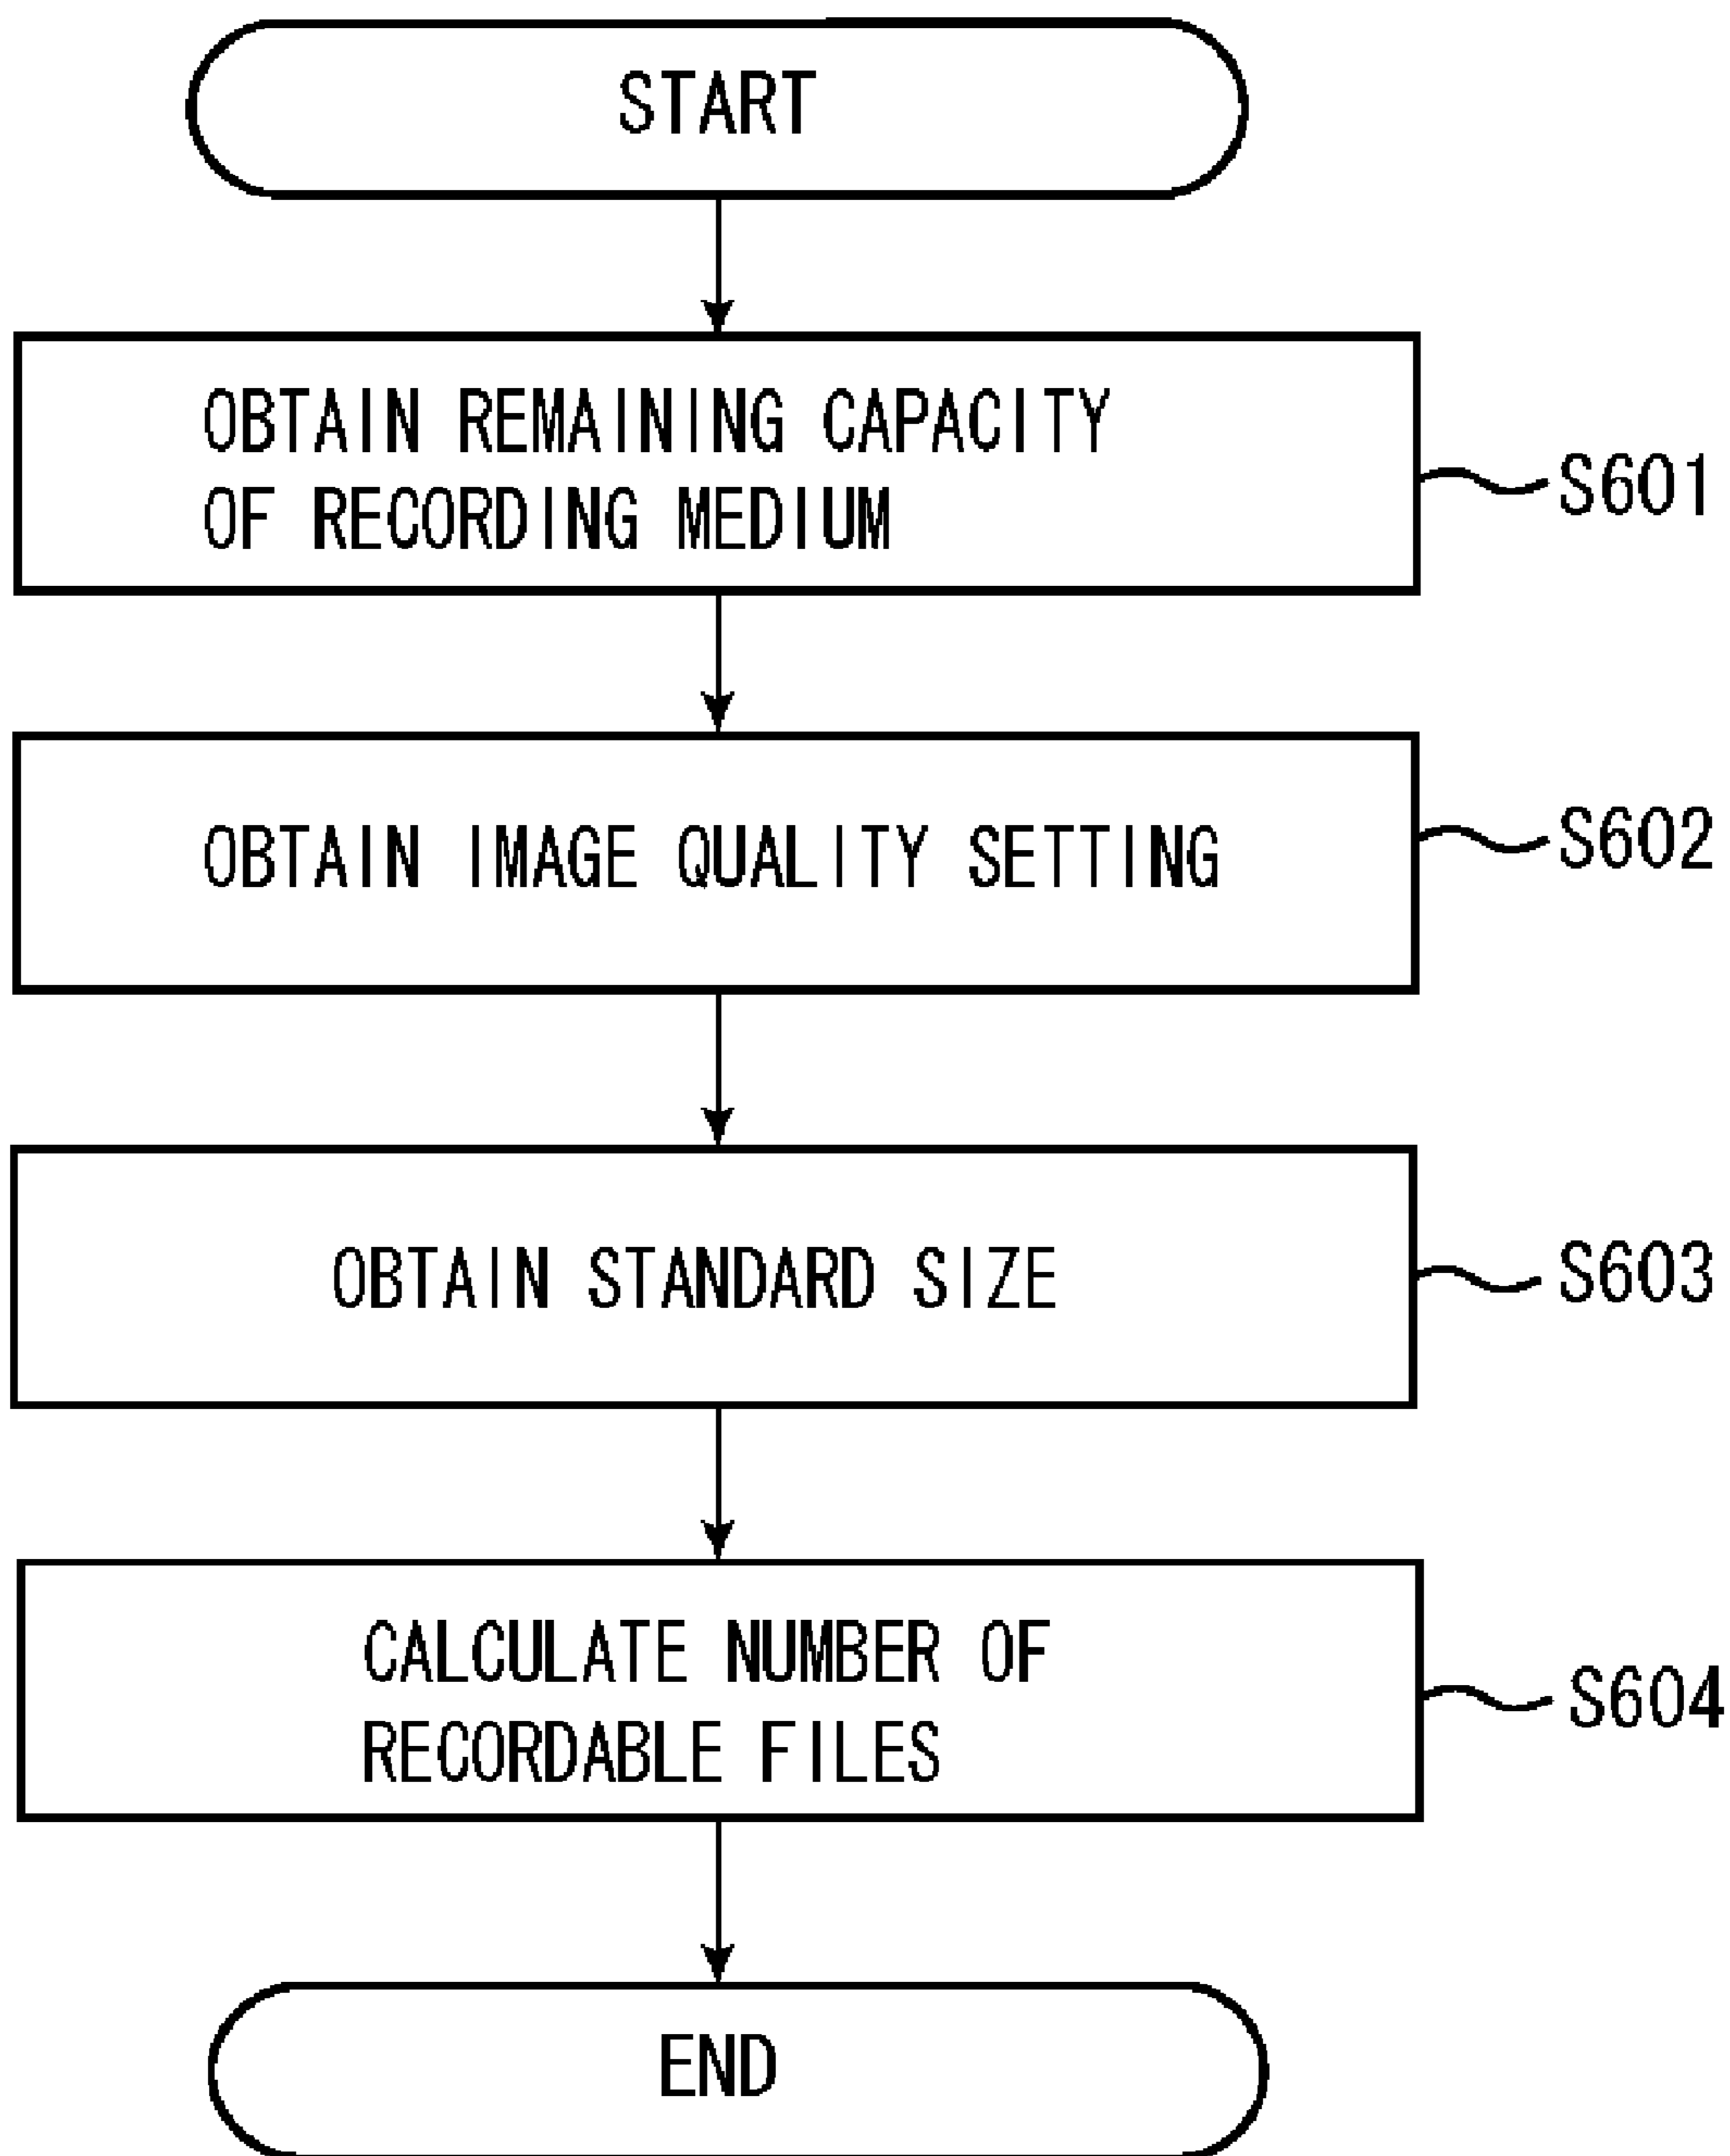 START
OBTAIN REMAINING CAPACITY
OF RECORDING MEDIUM
S601
OBTAIN IMAGE QUALITY SETTING
S602
OBTAIN STANDARD SIZE
S603
CALCULATE NUMBER OF
RECORDABLE FILES
S604
END